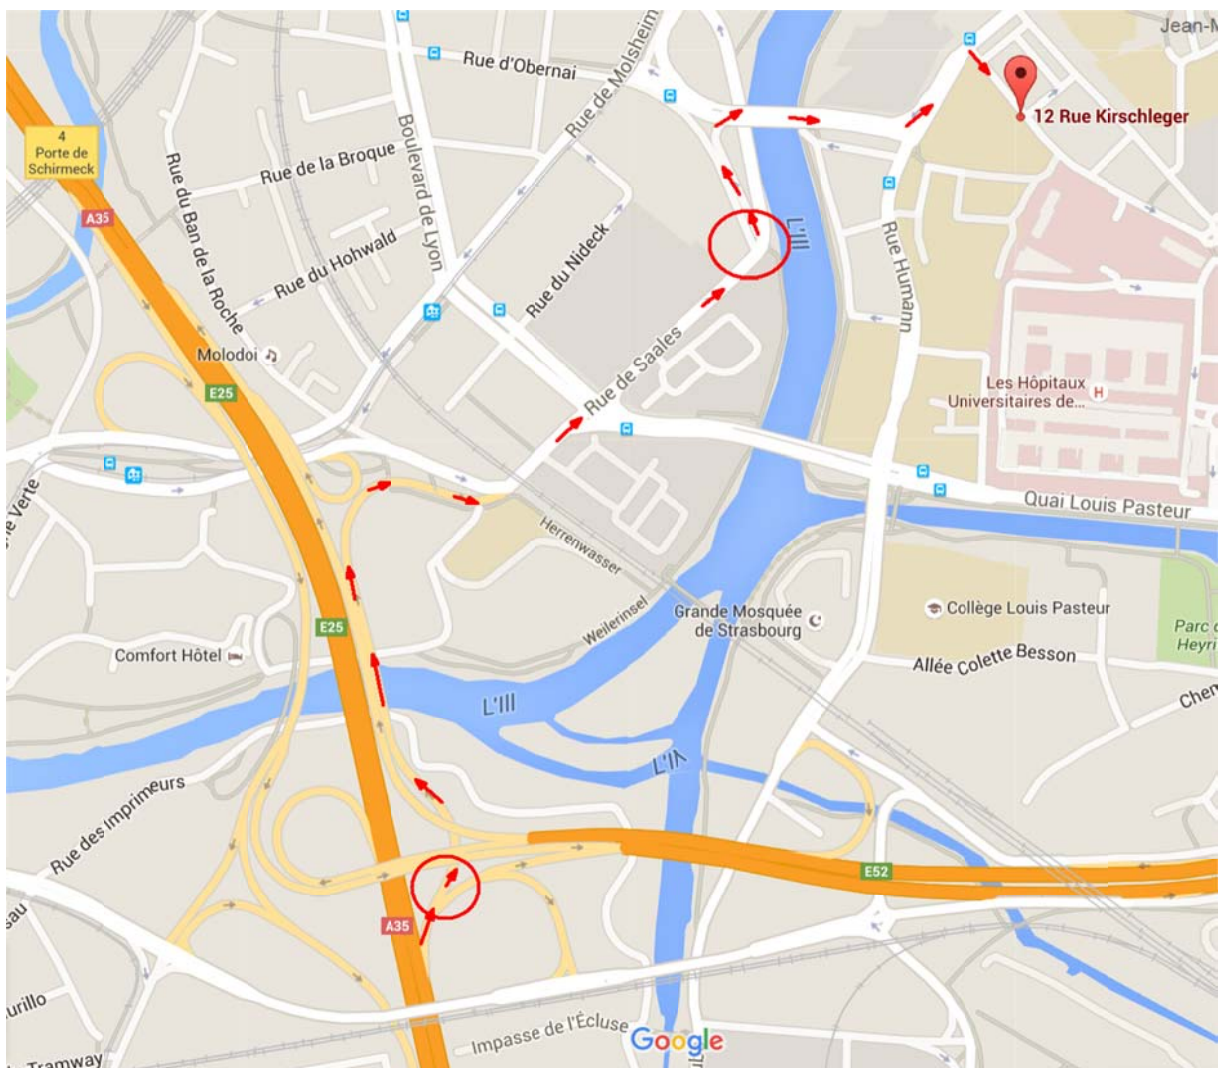 Jean-M
Rue d'Obernai
Rue de Molsheim
12 Rue Kirschleger
4
Porte de
Schirmeck
Rue de la Broque
Boulevard de Lyon
Rue du Ban de la Roche
A35
Rue du Hohwald
Rue du Nideck
L'Ill
Rue Humann
Molodoi
E25
Rue de Saales
Les Hôpitaux
Universitaires de...
H
Quai Louis Pasteur
Verte
Herrenwasser
Weilerinsel
Grande Mosquée
de Strasbourg
Collège Louis Pasteur
E25
Comfort Hôtel
Parc
Heyri
Allée Colette Besson
Chem
L'Ill
L'Ill
Rue des Imprimeurs
E52
A35
sau
urillo
Impasse de l'Écluse
Google
Tramway